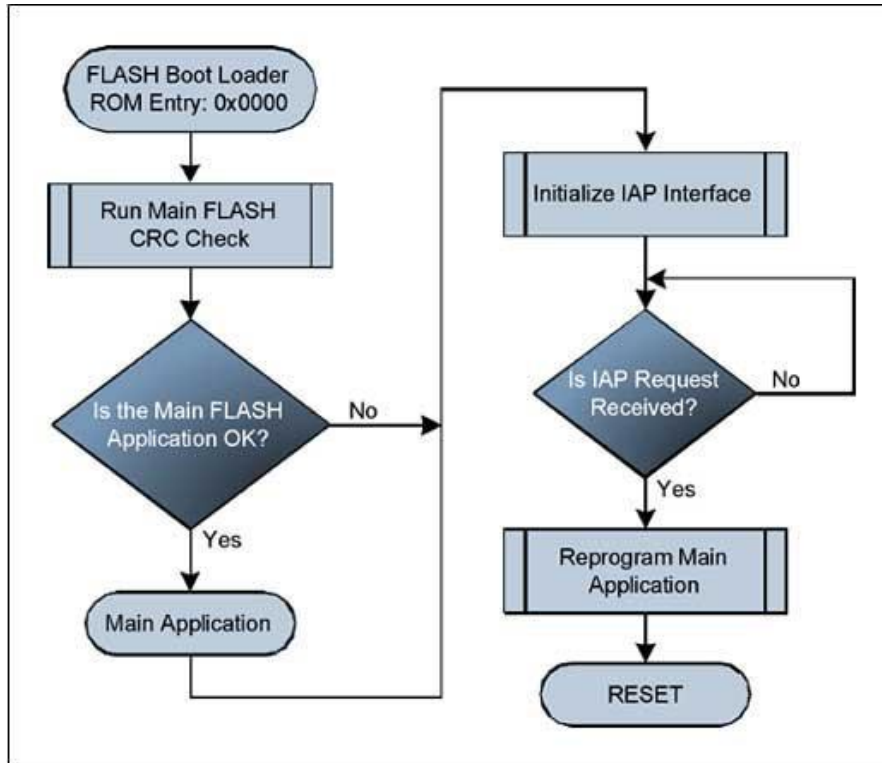 FLASH Boot Loader
ROM Entry: 0x0000
Run Main FLASH
CRC Check
Is the Main FLASH
Application OK?
No
Yes
Main Application
Initialize IAP Interface
Is IAP Request
Received?
No
Yes
Reprogram Main
Application
RESET